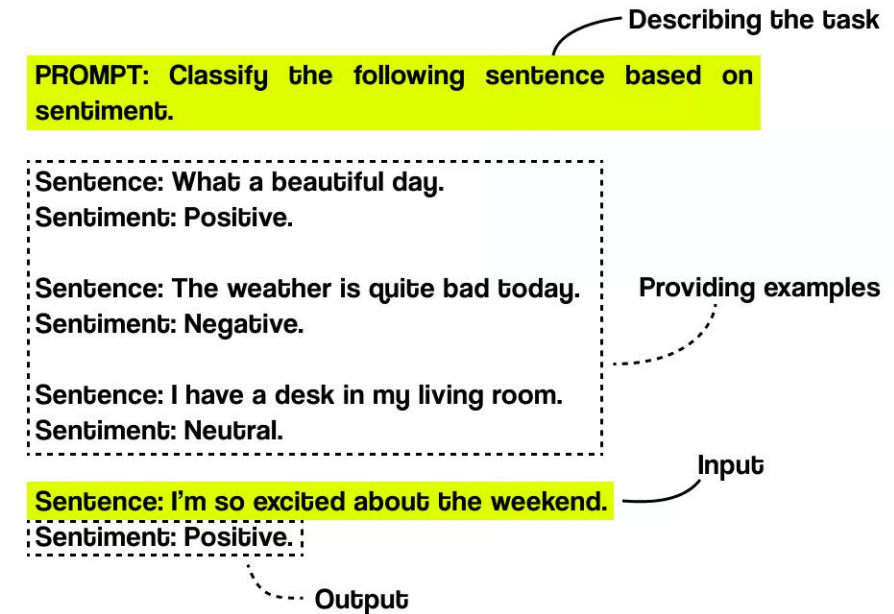 Describing the task
PROMPT: Classify the following sentence based on
sentiment.
Sentence: What a beautiful day.
Sentiment: Positive.
Sentence: The weather is quite bad today.
Sentiment: Negative.
Providing examples
Sentence: I have a desk in my living room.
Sentiment: Neutral.
Input
Sentence: I'm so excited about the weekend.
Sentiment: Positive.
Output